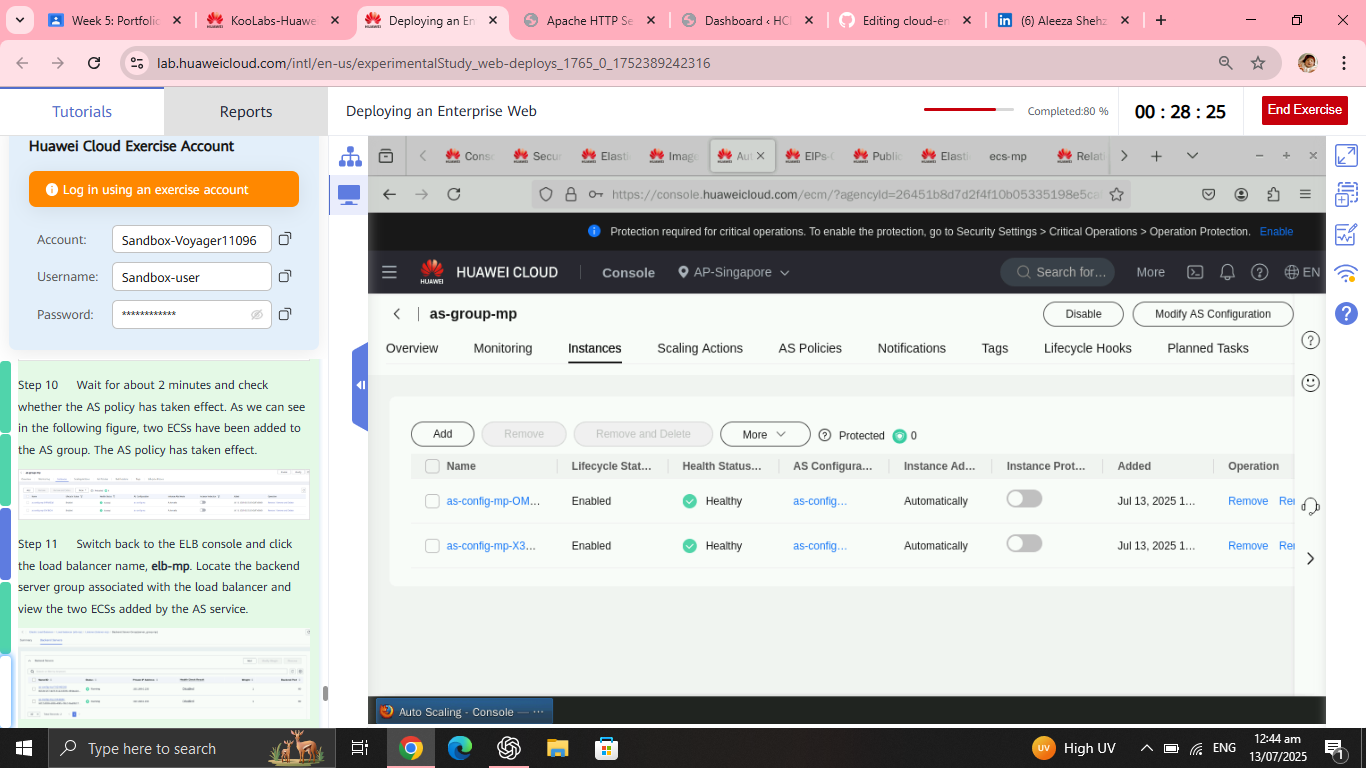 Week 5: Portfolio
KooLabs-Huawe
Deploying an En
Apache HTTP Se
Dashboard ‹ HCI
Editing cloud-en
(6) Aleeza Shehz
lab.huaweicloud.com/intl/en-us/experimentalStudy_web-deploys_1765_0_1752389242316
Tutorials
Reports
Deploying an Enterprise Web
Completed:80 %
00 : 28 : 25
End Exercise
Huawei Cloud Exercise Account
Log in using an exercise account
Account:
Sandbox-Voyager11096
Username:
Sandbox-user
Password:
************
Step 10 Wait for about 2 minutes and check
whether the AS policy has taken effect. As we can see
in the following figure, two ECSs have been added to
the AS group. The AS policy has taken effect.
Step 11 Switch back to the ELB console and click
the load balancer name, elb-mp. Locate the backend
server group associated with the load balancer and
view the two ECSs added by the AS service.
Cons
Secur
Elasti
Imag
Aut
EIPs-C
Public
Elasti
ecs-mp
Relat
https://console.huaweicloud.com/ecm/?agencyId=26451b8d7d2f4f10b05335198e5ca
Protection required for critical operations. To enable the protection, go to Security Settings > Critical Operations > Operation Protection. Enable
HUAWEI
HUAWEI CLOUD
Console
AP-Singapore
Search for...
More
EN
as-group-mp
Disable
Modify AS Configuration
Overview
Monitoring
Instances
Scaling Actions
AS Policies
Notifications
Tags
Lifecycle Hooks
Planned Tasks
Add
Remove
Remove and Delete
More
Protected
0
Name Lifecycle Stat... Health Status... AS Configura... Instance Ad... Instance Prot... Added Operation
as-config-mp-OM... Enabled Healthy as-config... Automatically Jul 13, 2025 1... Remove Rei
as-config-mp-X3... Enabled Healthy as-config... Automatically Jul 13, 2025 1... Remove Rei
Auto Scaling - Console — ···
Type here to search
UV
High UV
ENG
12:44 am
13/07/2025
1